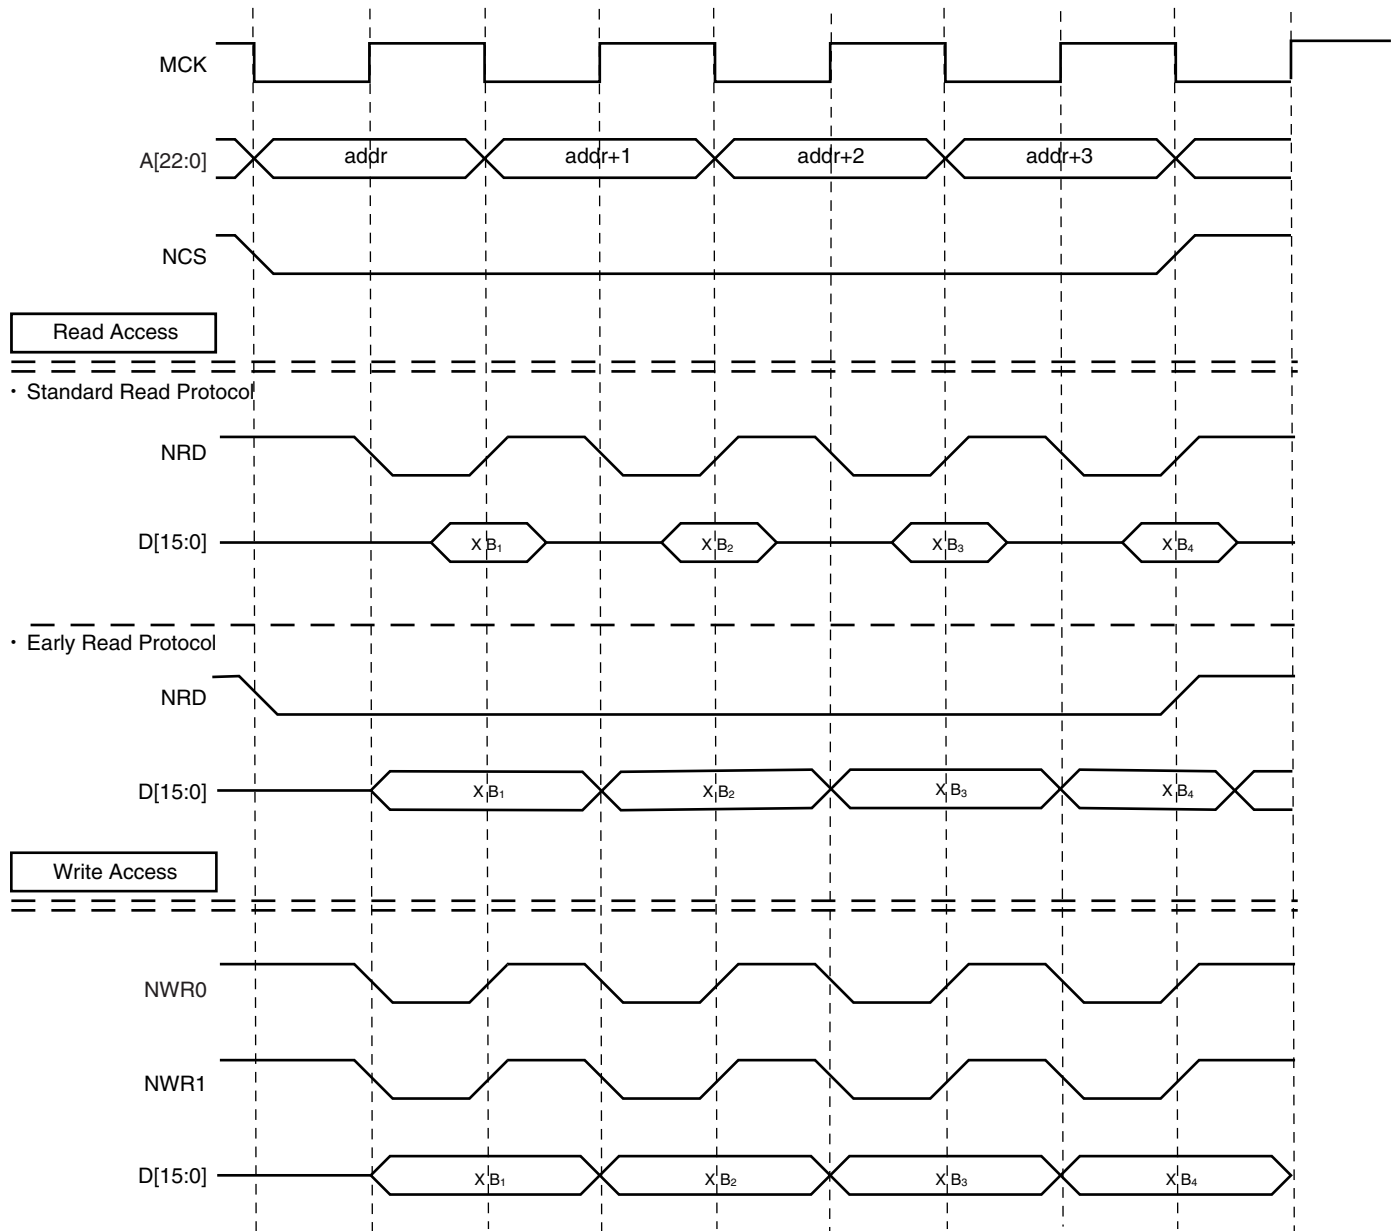 MCK
A[22:0]
addr addr+1 addr+2 addr+3
NCS
Read Access
· Standard Read Protocol
NRD
D[15:0]
X B₁ X B₂ X B₃ X B₄
· Early Read Protocol
NRD
D[15:0]
X B₁ X B₂ X B₃ X B₄
Write Access
NWR0
NWR1
D[15:0]
X B₁ X B₂ X B₃ X B₄